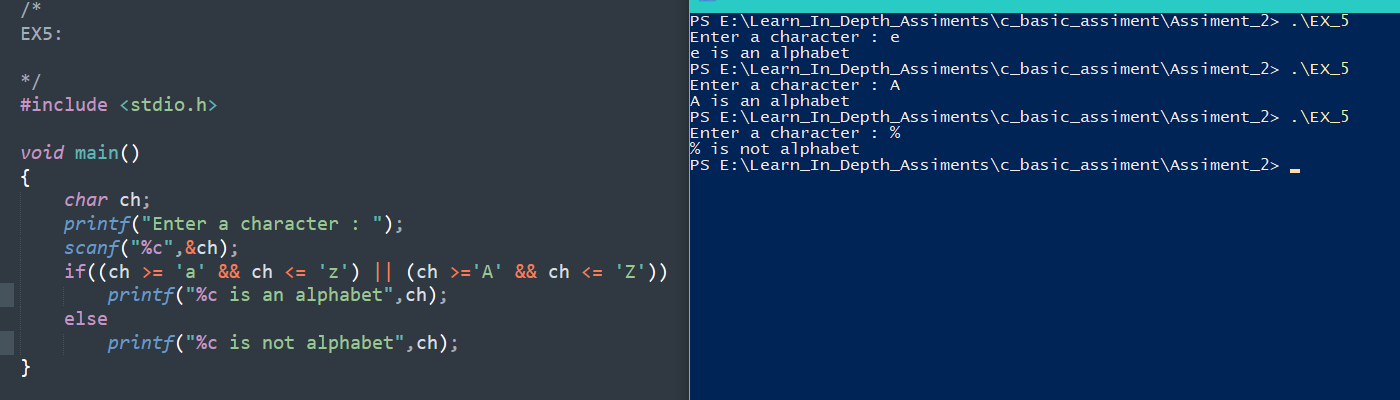 /*
EX5:
*/
#include <stdio.h>
void main()
{
    char ch;
    printf("Enter a character : ");
    scanf("%c",&ch);
    if((ch >= 'a' && ch <= 'z') || (ch >='A' && ch <= 'Z'))
        printf("%c is an alphabet",ch);
    else
        printf("%c is not alphabet",ch);
}
PS E:\Learn_In_Depth_Assiments\c_basic_assiment\Assiment_2> .\EX_5
Enter a character : e
e is an alphabet
PS E:\Learn_In_Depth_Assiments\c_basic_assiment\Assiment_2> .\EX_5
Enter a character : A
A is an alphabet
PS E:\Learn_In_Depth_Assiments\c_basic_assiment\Assiment_2> .\EX_5
Enter a character : %
% is not alphabet
PS E:\Learn_In_Depth_Assiments\c_basic_assiment\Assiment_2>